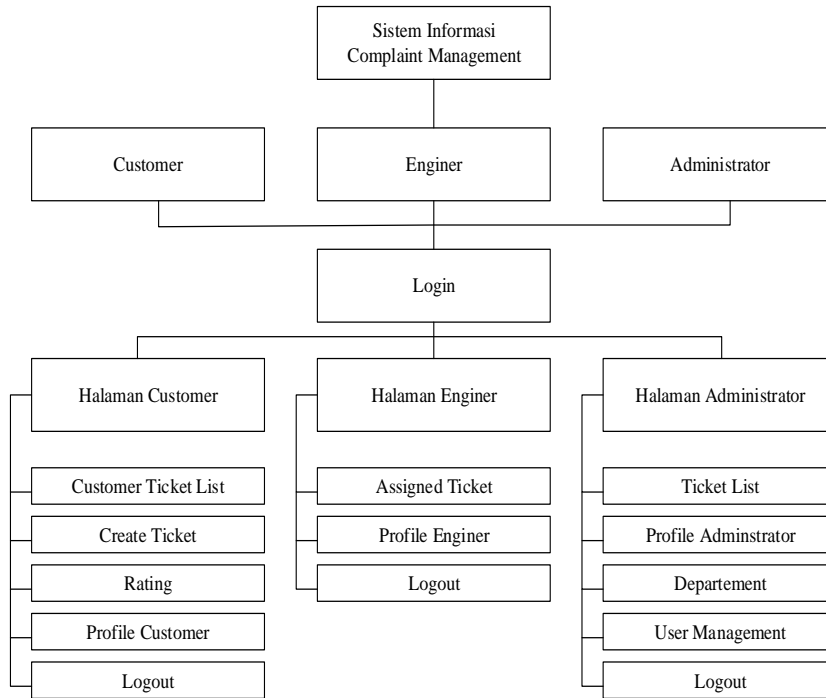 Sistem Informasi
Complaint Management
Customer
Enginer
Administrator
Login
Halaman Customer
Halaman Enginer
Halaman Administrator
Customer Ticket List
Assigned Ticket
Ticket List
Create Ticket
Profile Enginer
Profile Adminstrator
Rating
Logout
Departement
Profile Customer
User Management
Logout
Logout